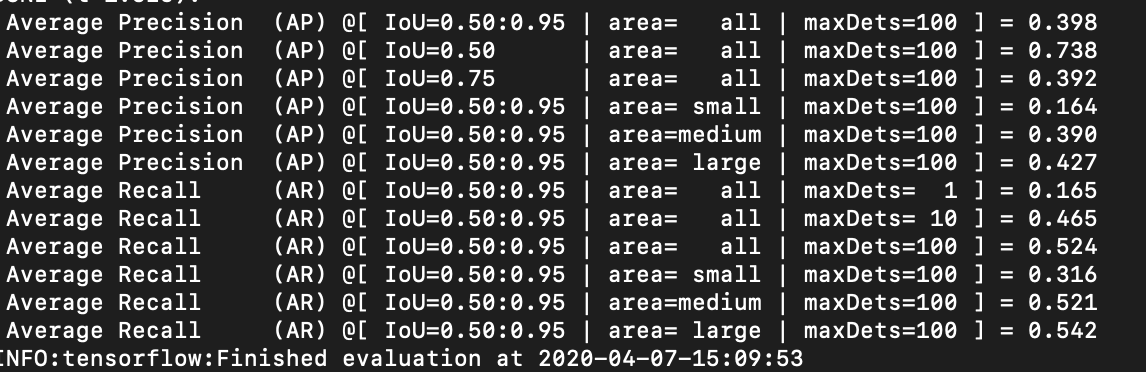 Average Precision  (AP) @[ IoU=0.50:0.95 | area=   all | maxDets=100 ] = 0.398
Average Precision  (AP) @[ IoU=0.50      | area=   all | maxDets=100 ] = 0.738
Average Precision  (AP) @[ IoU=0.75      | area=   all | maxDets=100 ] = 0.392
Average Precision  (AP) @[ IoU=0.50:0.95 | area= small | maxDets=100 ] = 0.164
Average Precision  (AP) @[ IoU=0.50:0.95 | area=medium | maxDets=100 ] = 0.390
Average Precision  (AP) @[ IoU=0.50:0.95 | area= large | maxDets=100 ] = 0.427
Average Recall     (AR) @[ IoU=0.50:0.95 | area=   all | maxDets=  1 ] = 0.165
Average Recall     (AR) @[ IoU=0.50:0.95 | area=   all | maxDets= 10 ] = 0.465
Average Recall     (AR) @[ IoU=0.50:0.95 | area=   all | maxDets=100 ] = 0.524
Average Recall     (AR) @[ IoU=0.50:0.95 | area= small | maxDets=100 ] = 0.316
Average Recall     (AR) @[ IoU=0.50:0.95 | area=medium | maxDets=100 ] = 0.521
Average Recall     (AR) @[ IoU=0.50:0.95 | area= large | maxDets=100 ] = 0.542
INFO:tensorflow:Finished evaluation at 2020-04-07-15:09:53